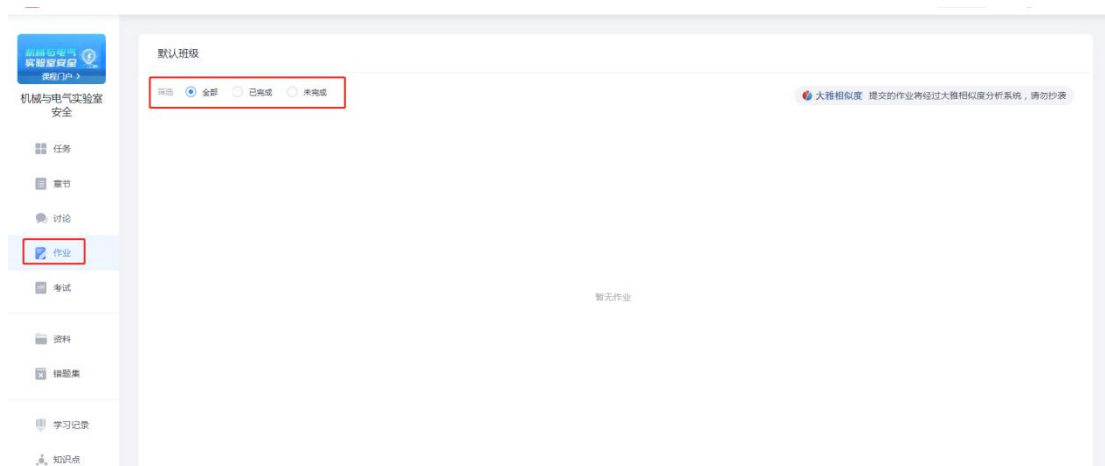 机械与电气
实验室安全
课程门户 >
机械与电气实验室
安全
任务
章节
讨论
作业
考试
资料
错题集
学习记录
知识点
默认班级
筛选 全部 已完成 未完成
大雅相似度 提交的作业将经过大雅相似度分析系统，请勿抄袭
暂无作业